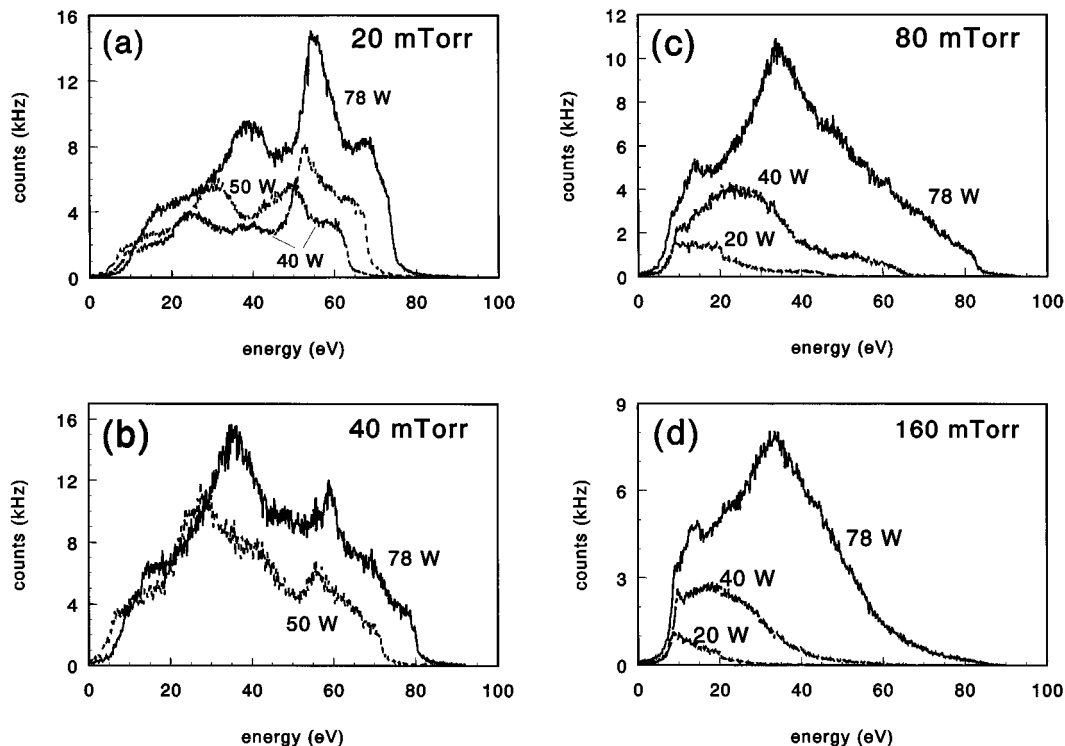 (a)
20 mTorr
16
12
8
4
0
counts (kHz)
78 W
50 W
40 W
0 20 40 60 80 100
energy (eV)
(c)
80 mTorr
12
10
8
6
4
2
0
counts (kHz)
40 W
78 W
20 W
0 20 40 60 80 100
energy (eV)
(b)
40 mTorr
16
12
8
4
0
counts (kHz)
78 W
50 W
0 20 40 60 80 100
energy (eV)
(d)
160 mTorr
9
6
3
0
counts (kHz)
78 W
40 W
20 W
0 20 40 60 80 100
energy (eV)